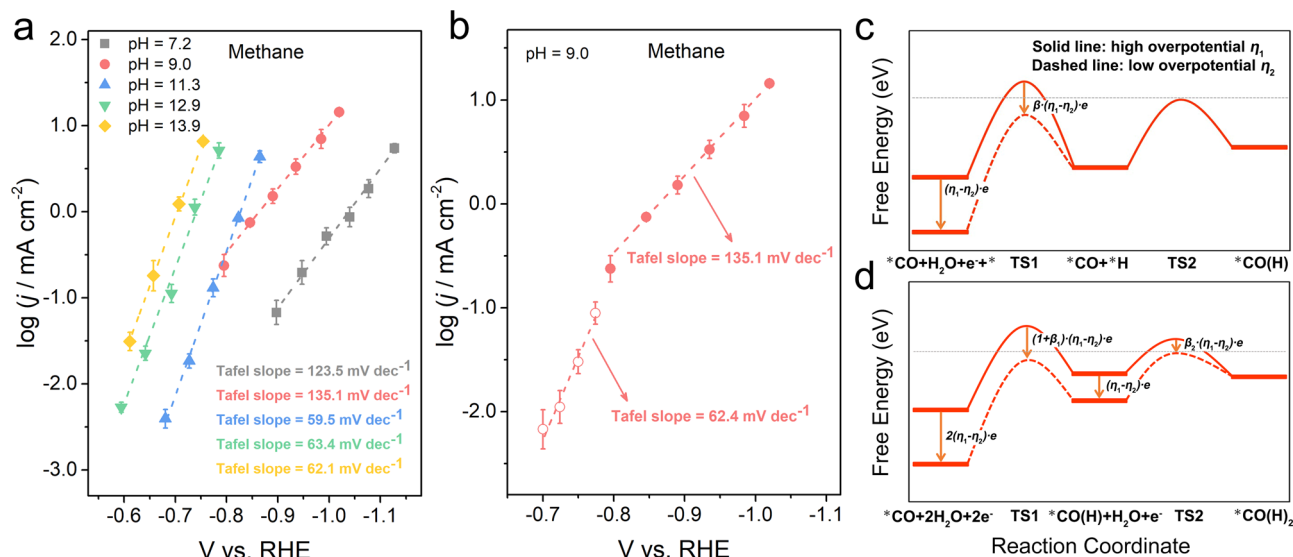 a
2.0
1.0
0.0
-1.0
-2.0
-3.0
log (j / mA cm-2)
pH = 7.2
pH = 9.0
pH = 11.3
pH = 12.9
pH = 13.9
Methane
Tafel slope = 123.5 mV dec-1
Tafel slope = 135.1 mV dec-1
Tafel slope = 59.5 mV dec-1
Tafel slope = 63.4 mV dec-1
Tafel slope = 62.1 mV dec-1
-0.6 -0.7 -0.8 -0.9 -1.0 -1.1
V vs. RHE
b
pH = 9.0
Methane
1.0
0.0
-1.0
-2.0
log (j / mA cm-2)
Tafel slope = 135.1 mV dec-1
Tafel slope = 62.4 mV dec-1
-0.7 -0.8 -0.9 -1.0 -1.1
V vs. RHE
c
Free Energy (eV)
Solid line: high overpotential η1
Dashed line: low overpotential η2
β·(η1-η2)·e
(η1-η2)·e
*CO+H2O+e-+* TS1 *CO+*H TS2 *CO(H)
d
Free Energy (eV)
(1+β1)·(η1-η2)·e
β2·(η1-η2)·e
(η1-η2)·e
2(η1-η2)·e
*CO+2H2O+2e- TS1 *CO(H)+H2O+e- TS2 *CO(H)2
Reaction Coordinate